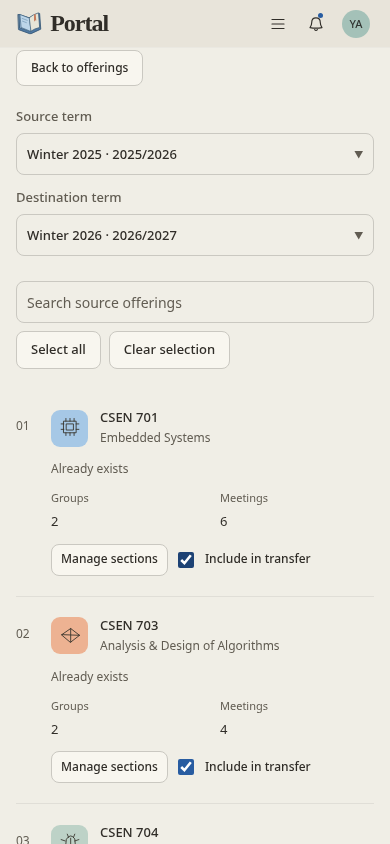 Portal
YA
Back to offerings
Source term
Winter 2025 · 2025/2026
Destination term
Winter 2026 · 2026/2027
Search source offerings
Select all
Clear selection
01
CSEN 701
Embedded Systems
Already exists
Groups
Meetings
2
6
Manage sections
Include in transfer
02
CSEN 703
Analysis & Design of Algorithms
Already exists
Groups
Meetings
2
4
Manage sections
Include in transfer
03
CSEN 704